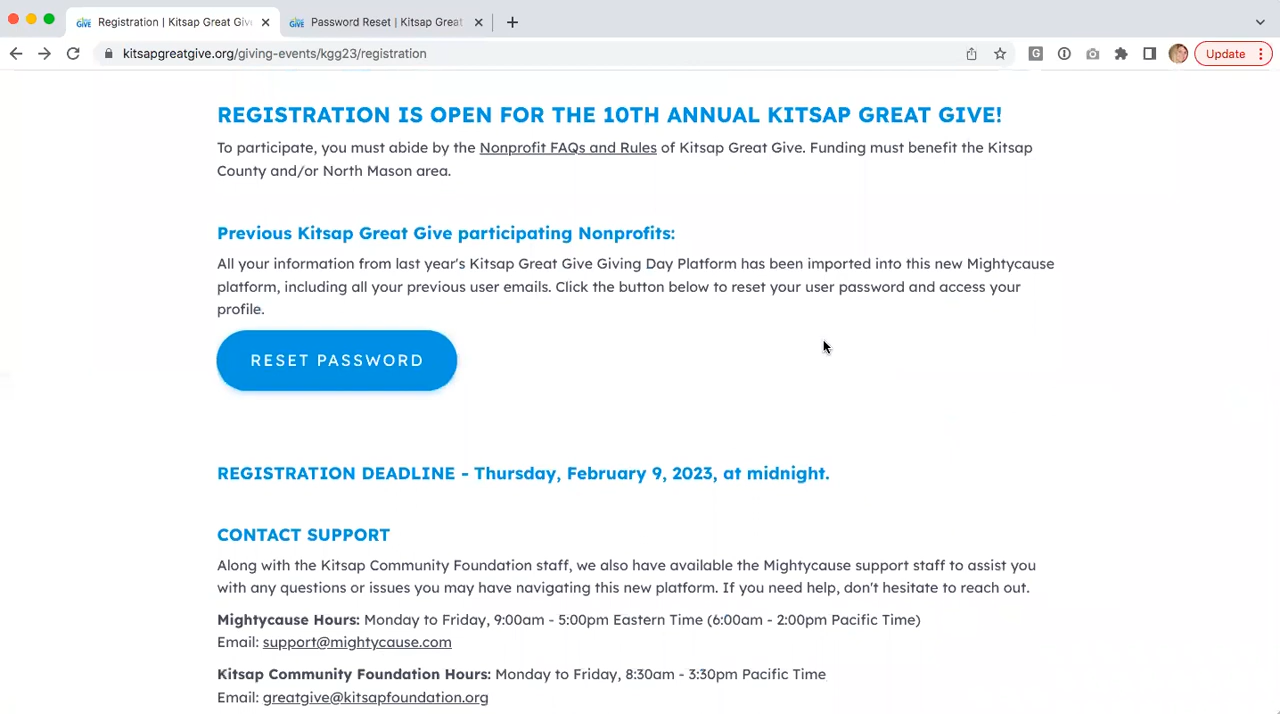 Registration | Kitsap Great Giv
Password Reset | Kitsap Great
kitsapgreatgive.org/giving-events/kgg23/registration
Update
REGISTRATION IS OPEN FOR THE 10TH ANNUAL KITSAP GREAT GIVE!
To participate, you must abide by the Nonprofit FAQs and Rules of Kitsap Great Give. Funding must benefit the Kitsap
County and/or North Mason area.
Previous Kitsap Great Give participating Nonprofits:
All your information from last year's Kitsap Great Give Giving Day Platform has been imported into this new Mightycause
platform, including all your previous user emails. Click the button below to reset your user password and access your
profile.
RESET PASSWORD
REGISTRATION DEADLINE - Thursday, February 9, 2023, at midnight.
CONTACT SUPPORT
Along with the Kitsap Community Foundation staff, we also have available the Mightycause support staff to assist you
with any questions or issues you may have navigating this new platform. If you need help, don't hesitate to reach out.
Mightycause Hours: Monday to Friday, 9:00am - 5:00pm Eastern Time (6:00am - 2:00pm Pacific Time)
Email: support@mightycause.com
Kitsap Community Foundation Hours: Monday to Friday, 8:30am - 3:30pm Pacific Time
Email: greatgive@kitsapfoundation.org